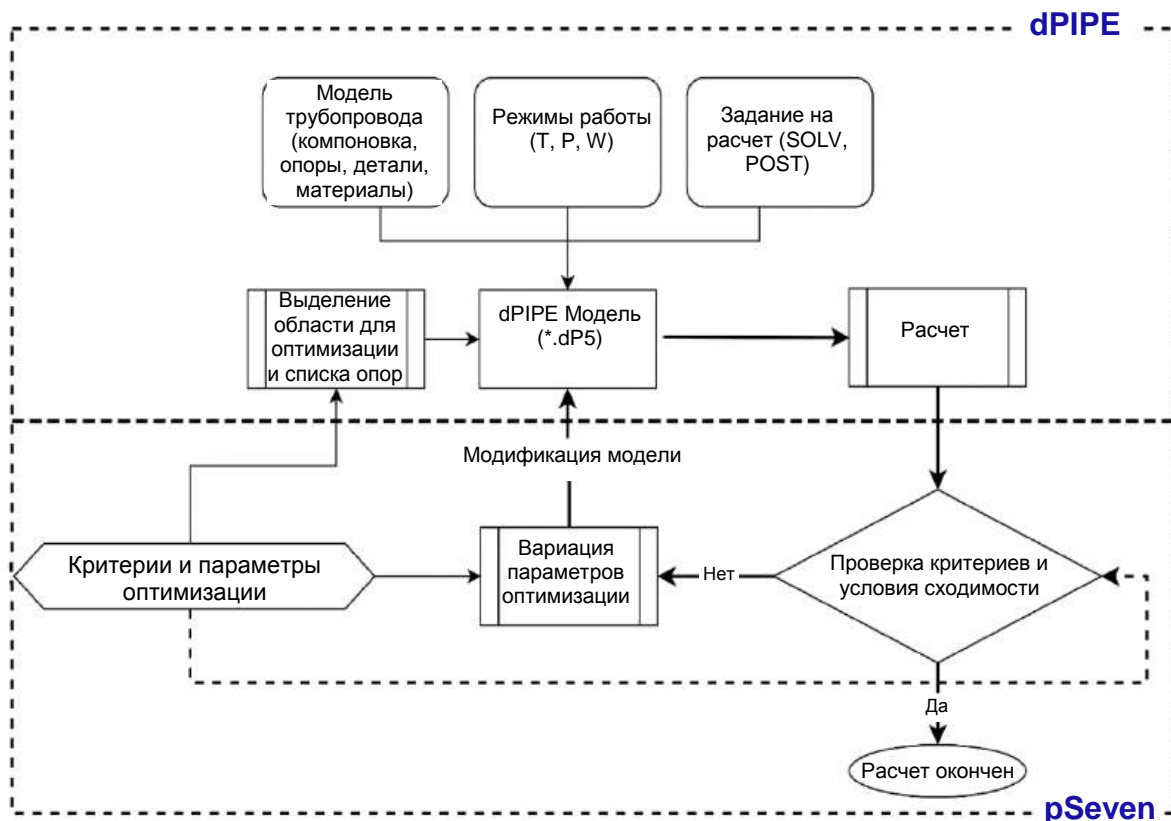 dPIPE
Модель
трубопровода
(компоновка,
опоры, детали,
материалы)
Режимы работы
(T, P, W)
Задание на
расчет (SOLV,
POST)
Выделение
области для
оптимизации
и списка опор
dPIPE Модель
(*.dP5)
Расчет
Модификация модели
Критерии и параметры
оптимизации
Вариация
параметров
оптимизации
Нет
Проверка критериев и
условия сходимости
Да
Расчет окончен
pSeven